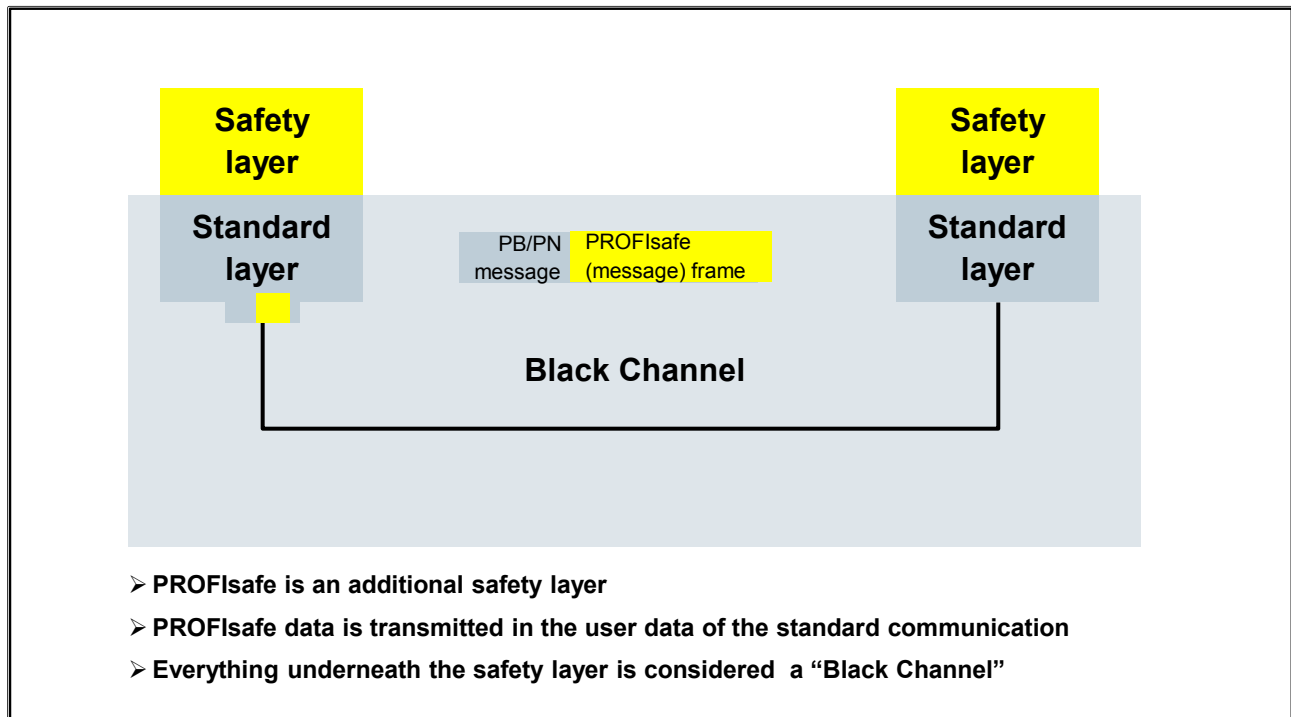 Safety
layer
Safety
layer
Standard
layer
PB/PN
message
PROFIsafe
(message) frame
Standard
layer
Black Channel
➢ PROFIsafe is an additional safety layer
➢ PROFIsafe data is transmitted in the user data of the standard communication
➢ Everything underneath the safety layer is considered  a “Black Channel”